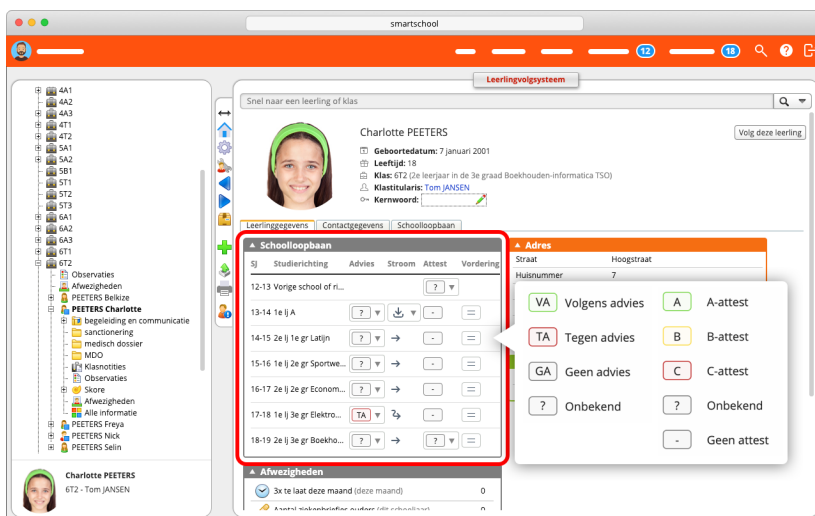 smartschool
12
18
Leerlingvolgsysteem
4A1
4A2
4A3
4T1
4T2
5A1
5A2
5B1
5T1
5T2
5T3
6A1
6A2
6A3
6T1
6T2
Observaties
Afwezigheden
PEETERS Belkize
PEETERS Charlotte
begeleiding en communicatie
sanctionering
medisch dossier
MDO
Klasnotities
Observaties
Skore
Afwezigheden
Alle informatie
PEETERS Freya
PEETERS Nick
PEETERS Selin
Charlotte PEETERS
6T2 - Tom JANSEN
Snel naar een leerling of klas
Charlotte PEETERS
Volg deze leerling
Geboortedatum: 7 januari 2001
Leeftijd: 18
Klas: 6T2 (2e leerjaar in de 3e graad Boekhouden-informatica TSO)
Klastitularis: Tom JANSEN
Kernwoord:
Leerlinggegevens Contactgegevens Schoolloopbaan
Schoolloopbaan
SJ Studierichting Advies Stroom Attest Vordering
12-13 Vorige school of ri... ?
13-14 1e lj A ? - =
14-15 2e lj 1e gr Latijn ? → - =
15-16 1e lj 2e gr Sportwe... ? → - =
16-17 2e lj 2e gr Econom... ? → - =
17-18 1e lj 3e gr Elektro... TA - =
18-19 2e lj 3e gr Boekho... ? → ? =
Adres
Straat Hoogstraat
Huisnummer 7
VA Volgens advies A A-attest
TA Tegen advies B B-attest
GA Geen advies C C-attest
? Onbekend ? Onbekend
- Geen attest
Afwezigheden
3x te laat deze maand (deze maand) 0
Aantal ziekenbriefjes ouders (dit schooljaar) 0